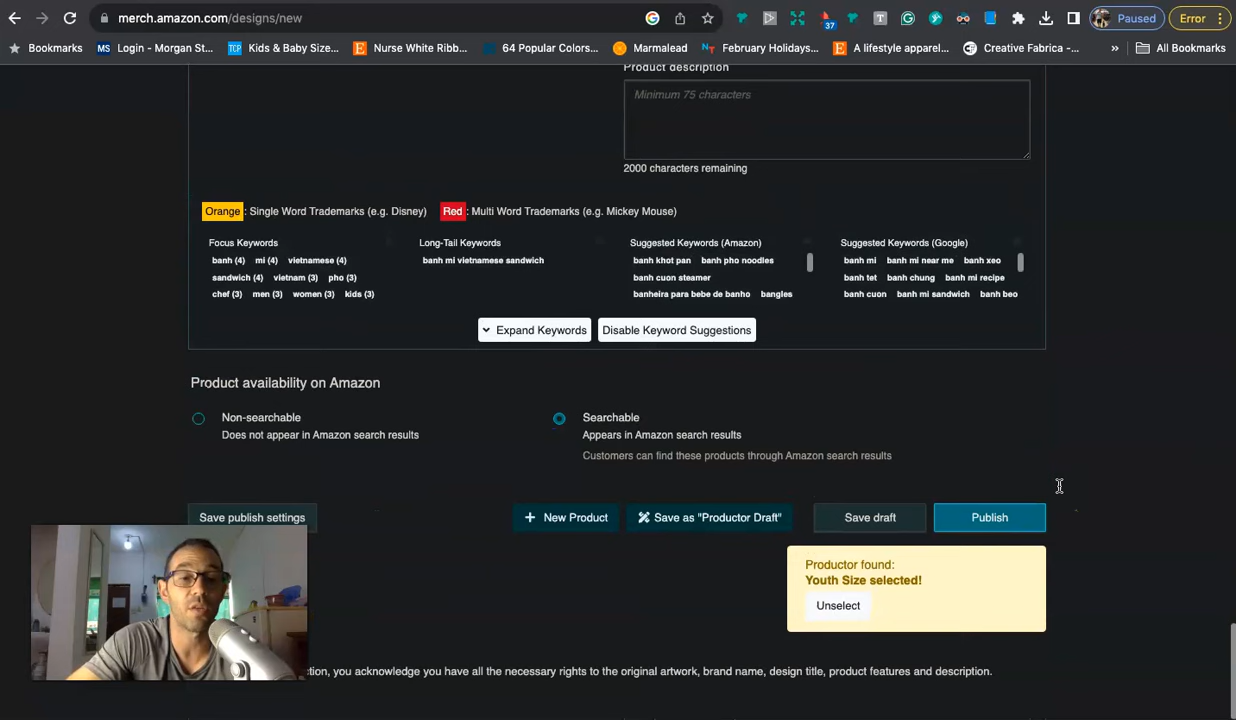 merch.amazon.com/designs/new
37
Paused
Error
Bookmarks
Login - Morgan St...
Kids & Baby Size...
Nurse White Ribb...
64 Popular Colors...
Marmalead
February Holidays...
A lifestyle apparel...
Creative Fabrica -...
»
All Bookmarks
Product description
Minimum 75 characters
2000 characters remaining
Orange : Single Word Trademarks (e.g. Disney) Red : Multi Word Trademarks (e.g. Mickey Mouse)
Focus Keywords
banh (4) mi (4) vietnamese (4)
sandwich (4) vietnam (3) pho (3)
chef (3) men (3) women (3) kids (3)
Long-Tail Keywords
banh mi vietnamese sandwich
Suggested Keywords (Amazon)
banh khot pan banh pho noodles
banh cuon steamer
banheira para bebe de banho bangles
Suggested Keywords (Google)
banh mi banh mi near me banh xeo
banh tet banh chung banh mi recipe
banh cuon banh mi sandwich banh beo
Expand Keywords
Disable Keyword Suggestions
Product availability on Amazon
Non-searchable
Does not appear in Amazon search results
Searchable
Appears in Amazon search results
Customers can find these products through Amazon search results
Save publish settings
+ New Product
Save as "Productor Draft"
Save draft
Publish
Productor found:
Youth Size selected!
Unselect
you acknowledge you have all the necessary rights to the original artwork, brand name, design title, product features and description.